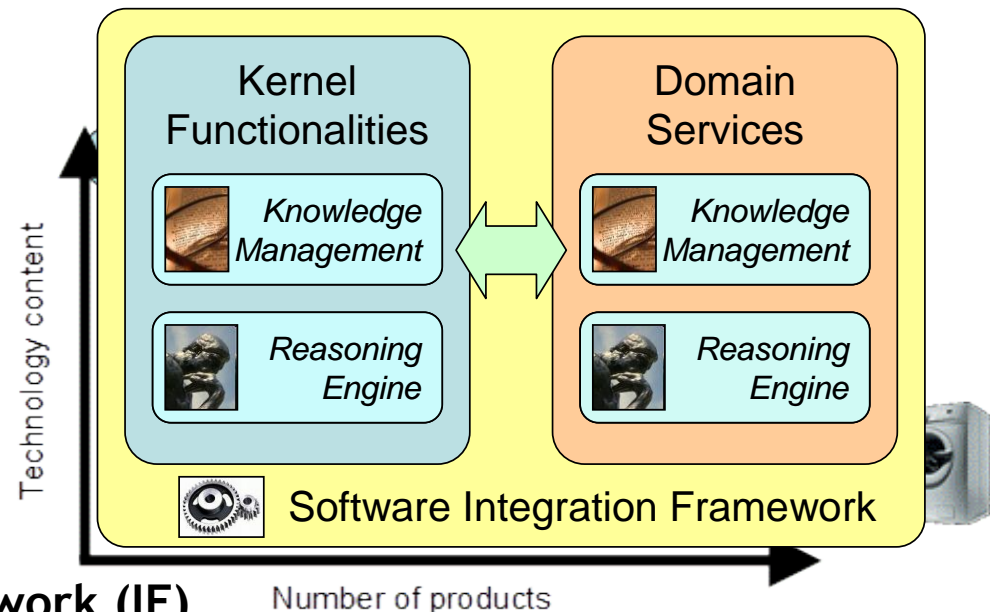 Kernel
Functionalities
Knowledge
Management
Reasoning
Engine
Domain
Services
Knowledge
Management
Reasoning
Engine
Software Integration Framework
Technology content
Number of products
work (IF)